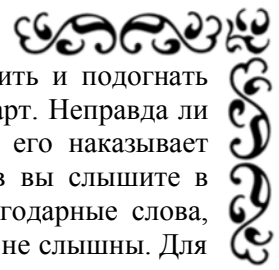 ить и подогнать
арт. Неправда ли
его наказывает
в вы слышите в
годарные слова,
не слышны. Для